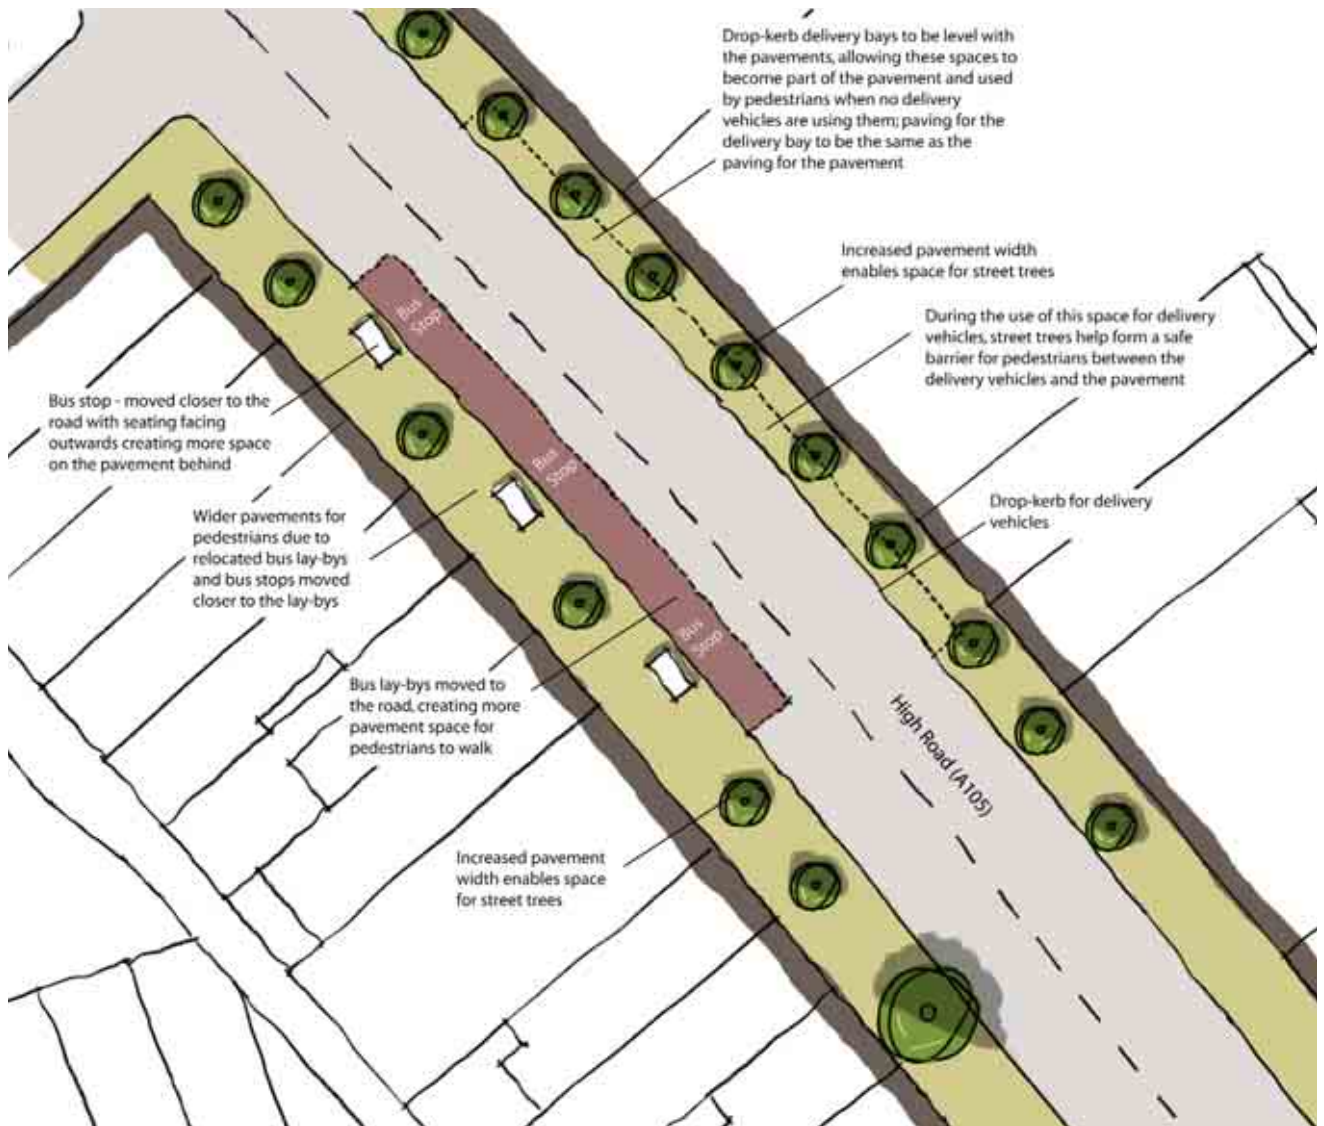 Drop-kerb delivery bays to be level with
the pavements, allowing these spaces to
become part of the pavement and used
by pedestrians when no delivery
vehicles are using them; paving for the
delivery bay to be the same as the
paving for the pavement
Increased pavement width
enables space for street trees
During the use of this space for delivery
vehicles, street trees help form a safe
barrier for pedestrians between the
delivery vehicles and the pavement
Bus
Stop
Bus stop - moved closer to the
road with seating facing
outwards creating more space
on the pavement behind
Bus
Stop
Drop-kerb for delivery
vehicles
Wider pavements for
pedestrians due to
relocated bus lay-bys
and bus stops moved
closer to the lay-bys
Bus
Stop
Bus lay-bys moved to
the road, creating more
pavement space for
pedestrians to walk
High Road (A105)
Increased pavement
width enables space
for street trees